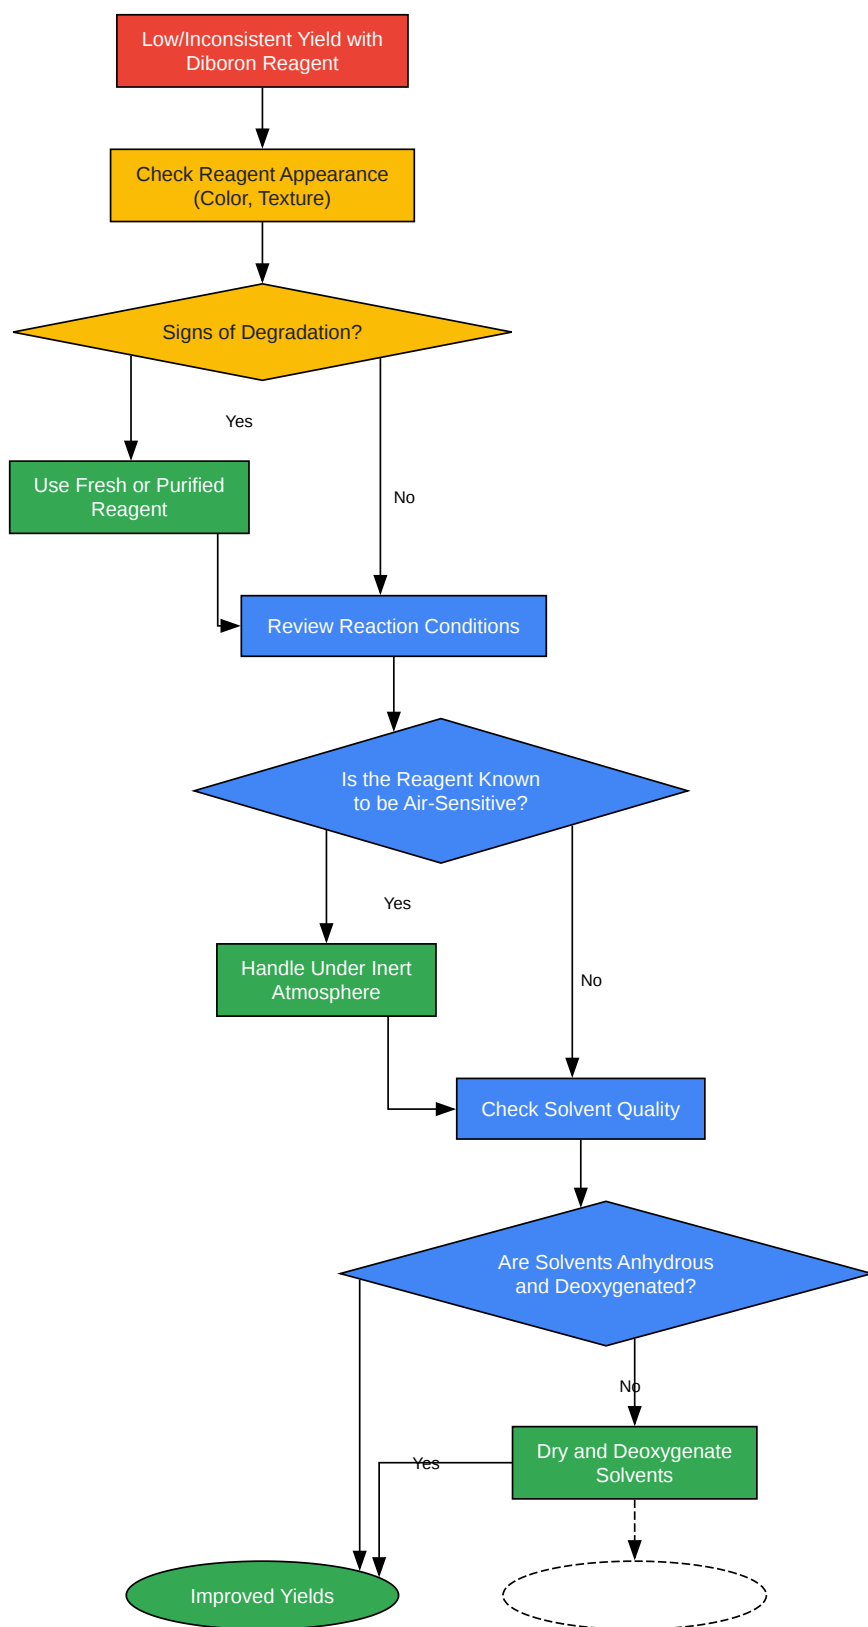 Low/Inconsistent Yield with
Diboron Reagent
Check Reagent Appearance
(Color, Texture)
Signs of Degradation?
Yes
Use Fresh or Purified
Reagent
No
Review Reaction Conditions
Is the Reagent Known
to be Air-Sensitive?
Yes
Handle Under Inert
Atmosphere
No
Check Solvent Quality
Are Solvents Anhydrous
and Deoxygenated?
No
Dry and Deoxygenate
Solvents
Yes
Improved Yields